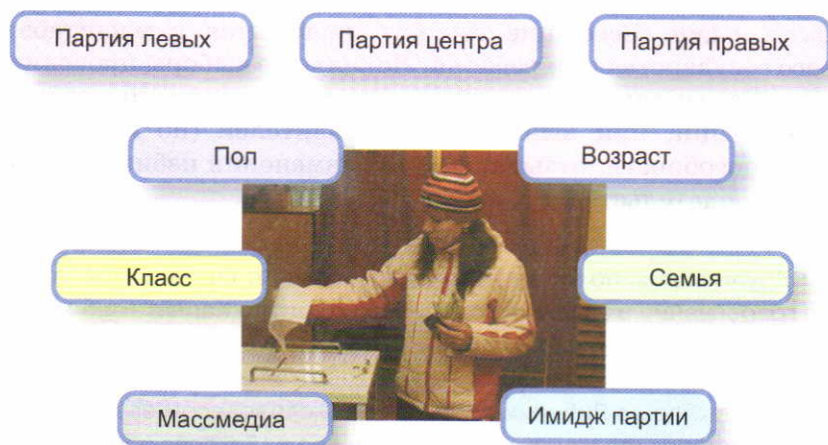 Партия левых
Партия центра
Партия правых
Пол
Возраст
Класс
Семья
Массмедиа
Имидж партии